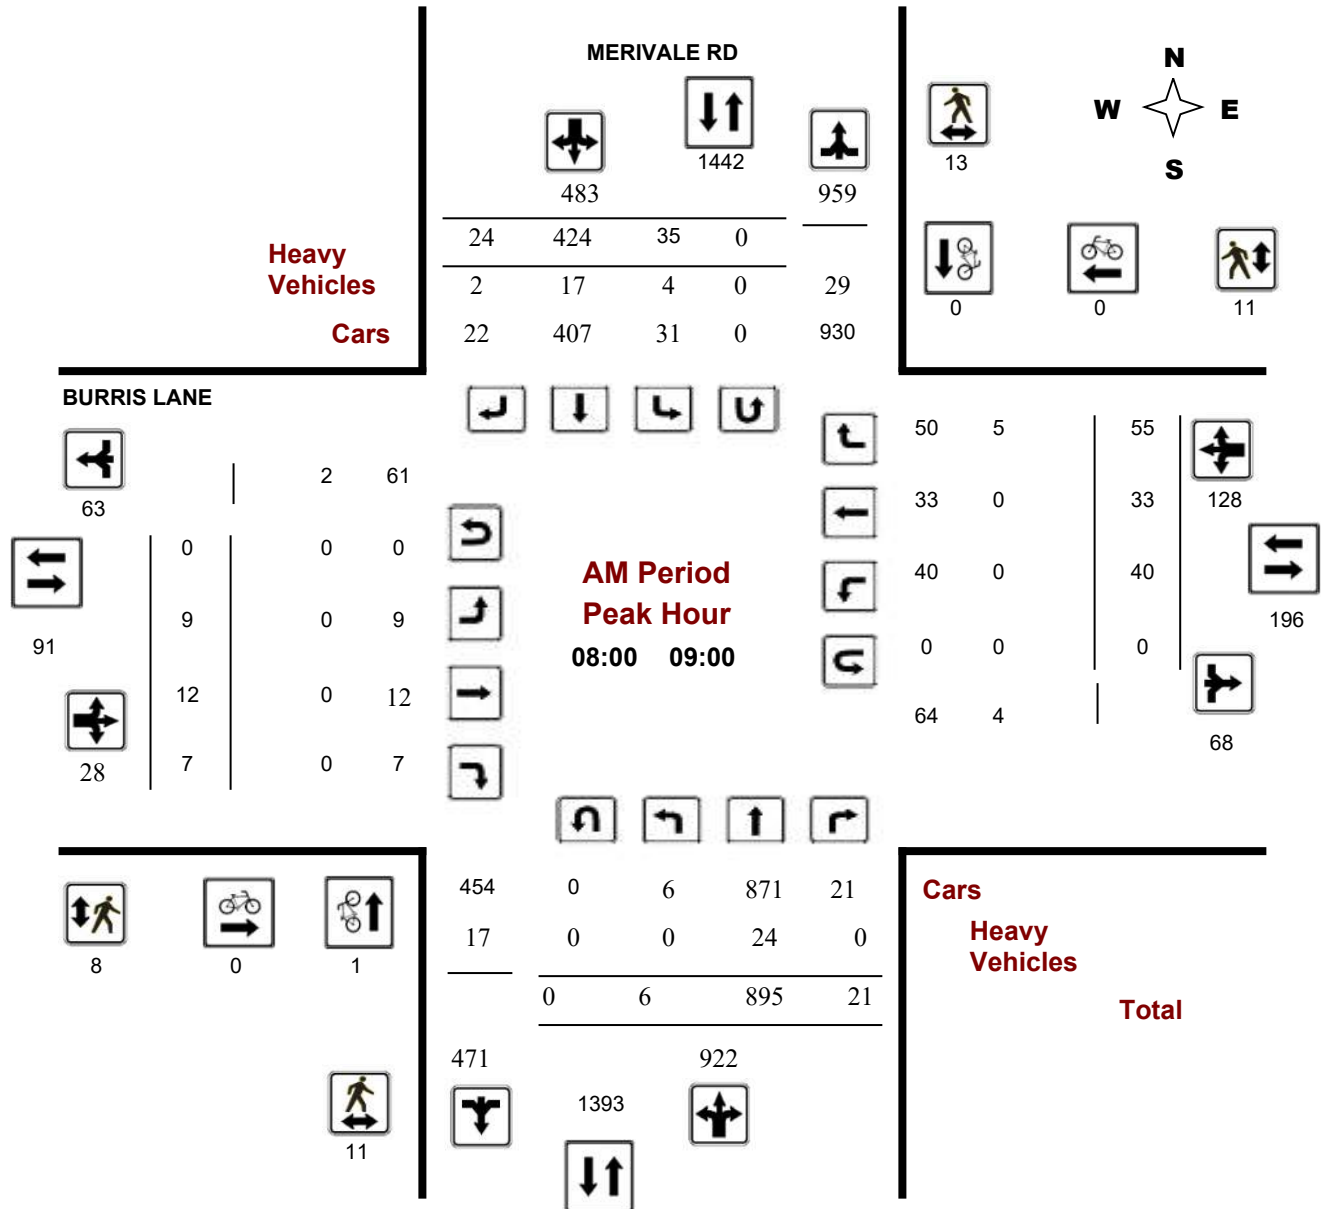 MERIVALE RD
N
W E
S
1442
13
483 959
24 424 35 0
Heavy
Vehicles
2 17 4 0 29
0 0 11
Cars
22 407 31 0 930
BURRIS LANE
50 5 55
2 61
63
33 0 33 128
0 0 0
AM Period
40 0 40
Peak Hour
9 0 9
196
91
08:00 09:00
0 0 0
12 0 12
64 4
68
28 7 0 7
454 0 6 871 21
Cars
17 0 0 24 0
Heavy
Vehicles
8 0 1
0 6 895 21
Total
471 922
1393
11